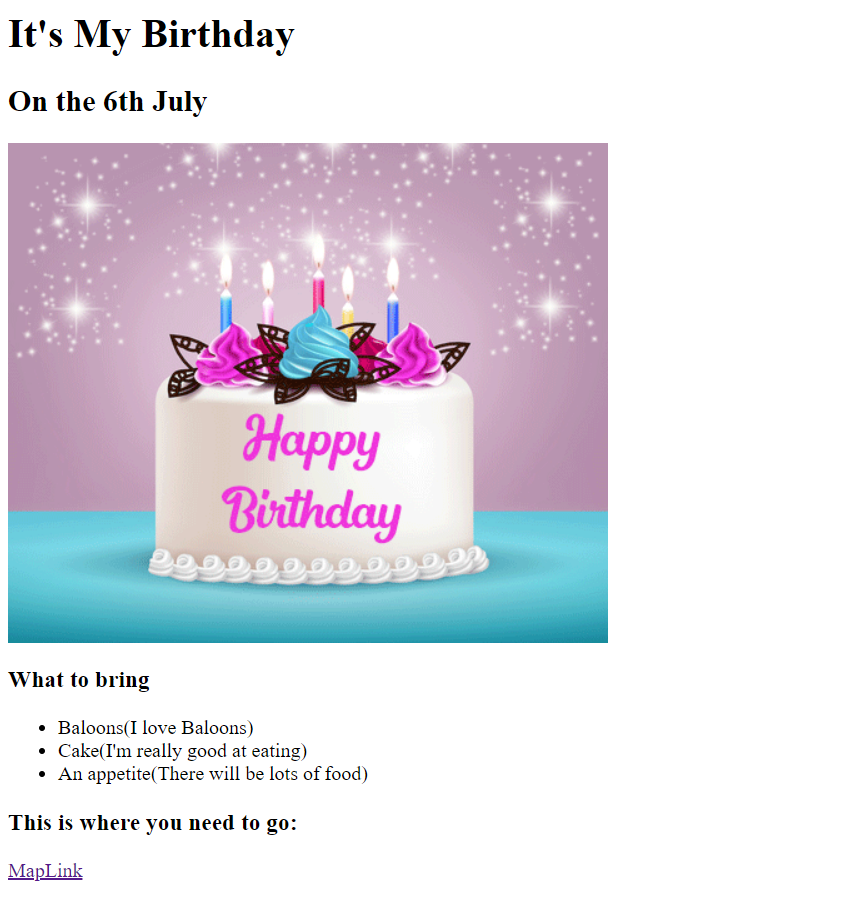 It's My Birthday
On the 6th July
Happy
Birthday
What to bring
Baloons(I love Baloons)
Cake(I'm really good at eating)
An appetite(There will be lots of food)
This is where you need to go:
MapLink